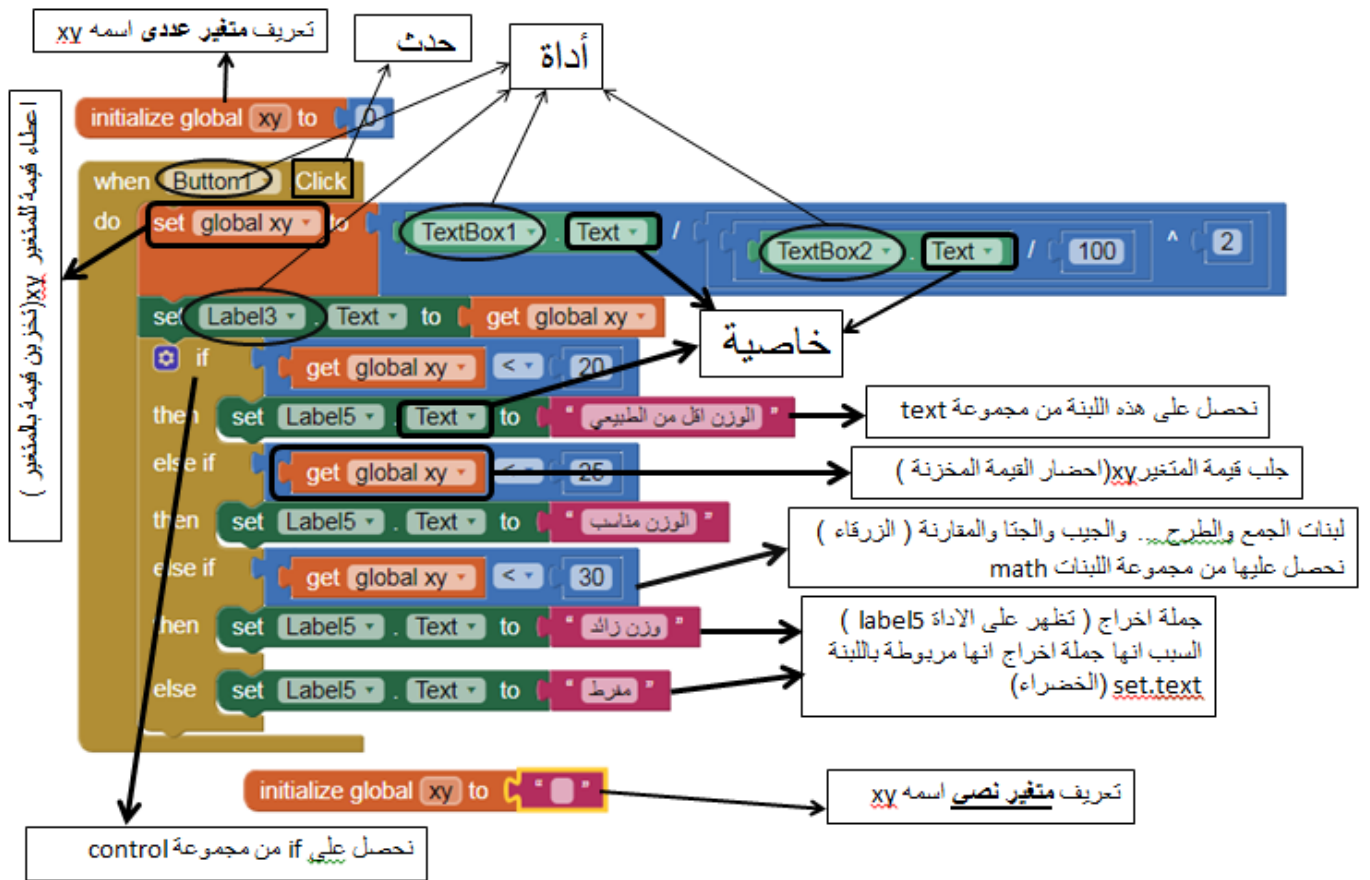 تعريف متغير عددى اسمه xy
حدث
أداة
اعطاء قيمة للمتغير xy(تخزين قيمة بالمتغير )
initialize global xy to 0
when Button1 . Click
do set global xy to TextBox1 . Text / TextBox2 . Text / 100 ^ 2
set Label3 . Text to get global xy
خاصية
if get global xy < 20
then set Label5 . Text to " الوزن اقل من الطبيعي "
نحصل على هذه اللبنة من مجموعة text
else if get global xy < 25
جلب قيمة المتغيرxy(احضار القيمة المخزنة )
then set Label5 . Text to " الوزن مناسب "
لبنات الجمع والطرح ... والجيب والجتا والمقارنة ( الزرقاء )
نحصل عليها من مجموعة اللبنات math
else if get global xy < 30
then set Label5 . Text to " وزن زائد "
جملة اخراج ( تظهر على الاداة label5 )
السبب انها جملة اخراج انها مربوطة باللبنة
set.text (الخضراء)
else set Label5 . Text to " مفرط "
initialize global xy to " "
تعريف متغير نصي اسمه xy
نحصل على if من مجموعة control